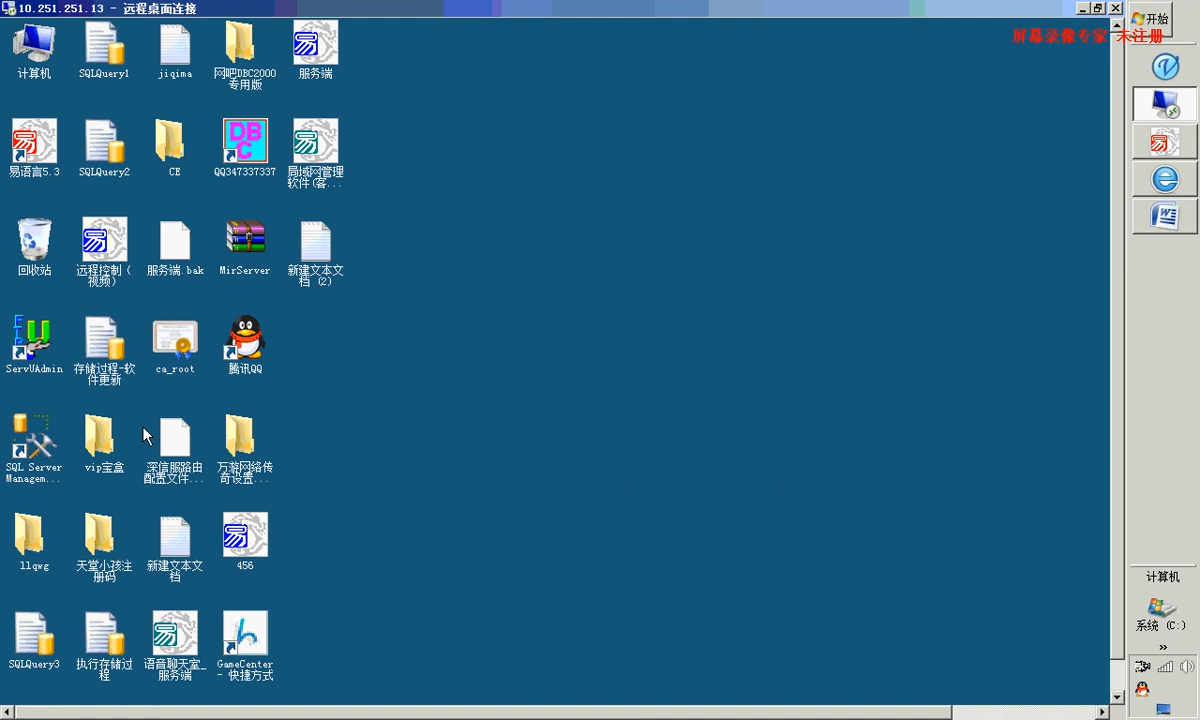 10.251.251.13 - 远程桌面连接
开始
屏幕录像专家 未注册
计算机
SQLQuery1
jiqima
网吧DBC2000
专用版
服务端
易语言5.3
SQLQuery2
CE
DBC
QQ347337337
局域网管理
软件(客...
回收站
远程控制(
视频)
服务端.bak
MirServer
新建文本文
档 (2)
ServUAdmin
存储过程-软
件更新
ca_root
腾讯QQ
SQL Server
Managem...
vip宝盒
深信服路由
配置文件...
万游网络传
奇设置...
llqwg
天堂小孩注
册码
新建文本文
档
456
SQLQuery3
执行存储过
程
语音聊天室_
服务端
GameCenter
- 快捷方式
计算机
系统 (C:)